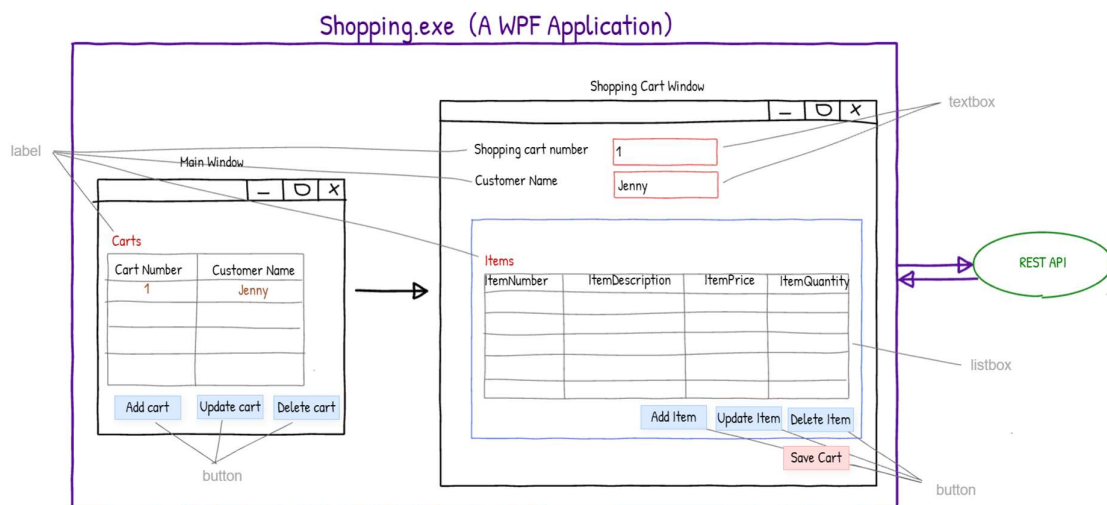 Shopping.exe (A WPF Application)
Shopping Cart Window
textbox
label
Shopping cart number
1
Main Window
Customer Name
Jenny
Carts
Cart Number
Customer Name
1
Jenny
Items
ItemNumber
ItemDescription
ItemPrice
ItemQuantity
REST API
listbox
Add cart
Update cart
Delete cart
Add Item
Update Item
Delete Item
Save Cart
button
button